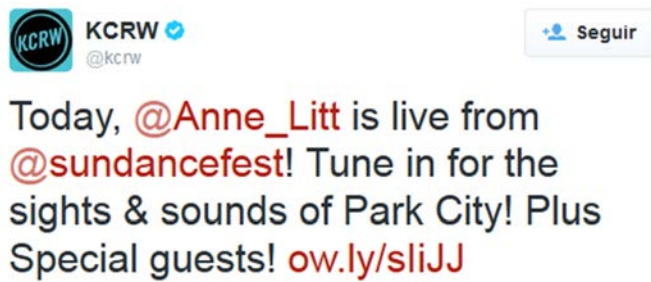 KCRW
KCRW
@kcrw
Seguir
Today, @Anne_Litt is live from
@sundancefest! Tune in for the
sights & sounds of Park City! Plus
Special guests! ow.ly/sIiJJ